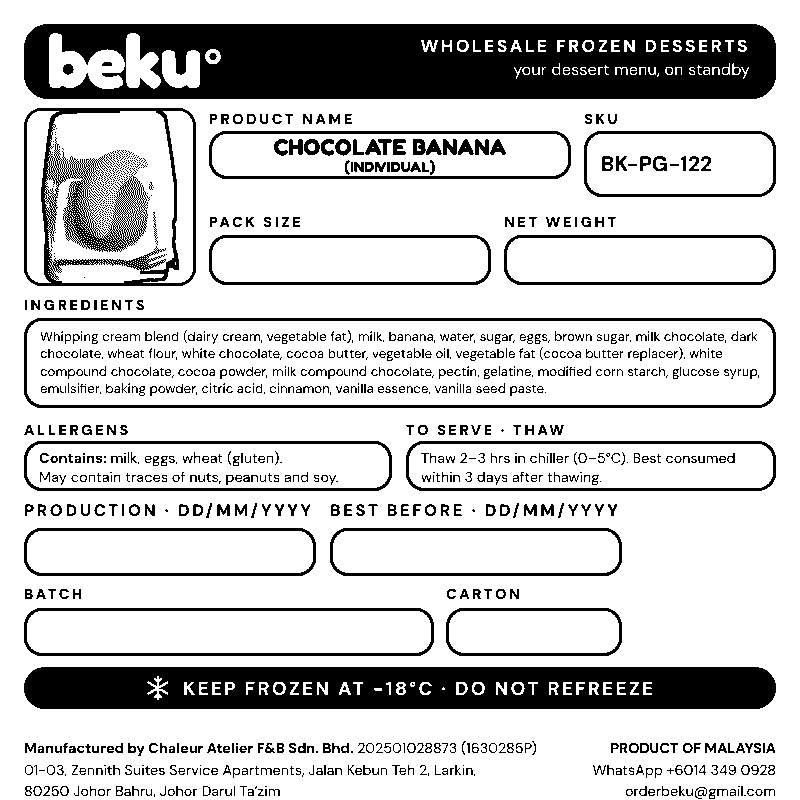 beku°
WHOLESALE FROZEN DESSERTS
your dessert menu, on standby
PRODUCT NAME
CHOCOLATE BANANA
(INDIVIDUAL)
SKU
BK-PG-122
PACK SIZE
NET WEIGHT
INGREDIENTS
Whipping cream blend (dairy cream, vegetable fat), milk, banana, water, sugar, eggs, brown sugar, milk chocolate, dark
chocolate, wheat flour, white chocolate, cocoa butter, vegetable oil, vegetable fat (cocoa butter replacer), white
compound chocolate, cocoa powder, milk compound chocolate, pectin, gelatine, modified corn starch, glucose syrup,
emulsifier, baking powder, citric acid, cinnamon, vanilla essence, vanilla seed paste.
ALLERGENS
Contains: milk, eggs, wheat (gluten).
May contain traces of nuts, peanuts and soy.
TO SERVE · THAW
Thaw 2–3 hrs in chiller (0–5°C). Best consumed
within 3 days after thawing.
PRODUCTION · DD/MM/YYYY
BEST BEFORE · DD/MM/YYYY
BATCH
CARTON
KEEP FROZEN AT -18°C · DO NOT REFREEZE
Manufactured by Chaleur Atelier F&B Sdn. Bhd. 202501028873 (1630286P)
01-03, Zennith Suites Service Apartments, Jalan Kebun Teh 2, Larkin,
80250 Johor Bahru, Johor Darul Ta'zim
PRODUCT OF MALAYSIA
WhatsApp +6014 349 0928
orderbeku@gmail.com